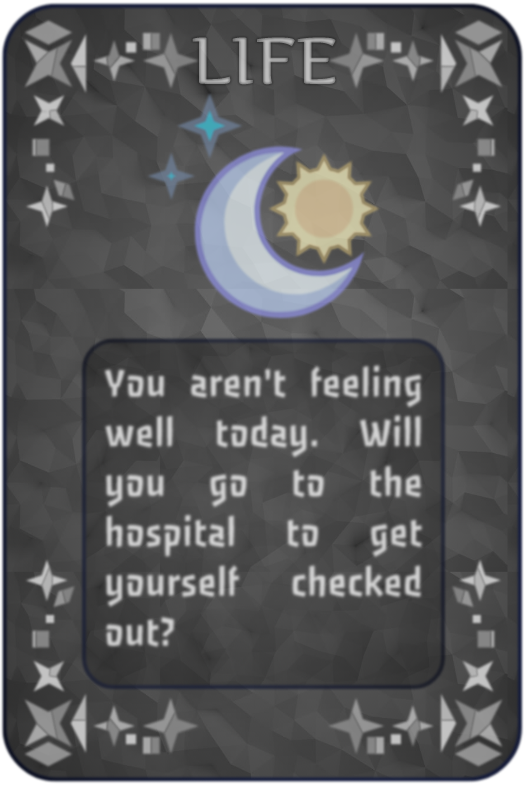 LIFE
You aren't feeling
well today. Will
you go to the
hospital to get
yourself checked
out?